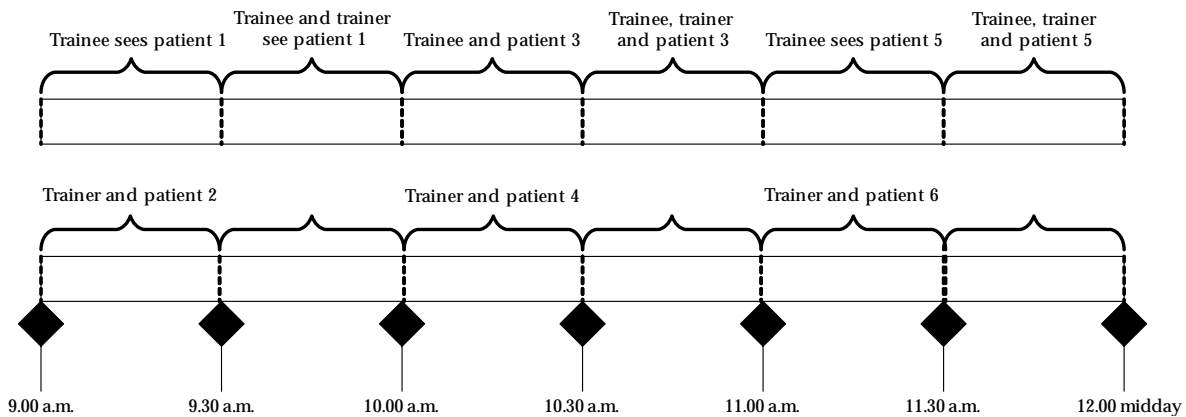 Trainee sees patient 1
Trainee and trainer
see patient 1
Trainee and patient 3
Trainee, trainer
and patient 3
Trainee sees patient 5
Trainee, trainer
and patient 5
Trainer and patient 2
Trainer and patient 4
Trainer and patient 6
9.00 a.m.
9.30 a.m.
10.00 a.m.
10.30 a.m.
11.00 a.m.
11.30 a.m.
12.00 midday